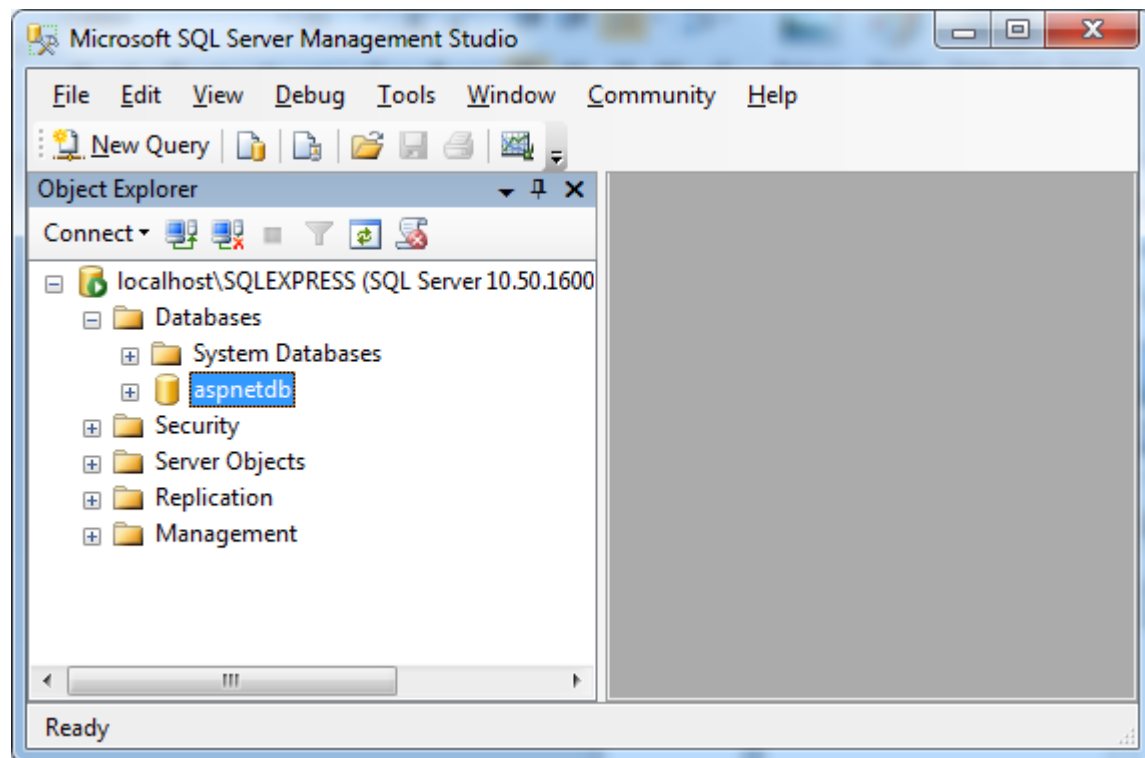 Microsoft SQL Server Management Studio
File Edit View Debug Tools Window Community Help
New Query
Object Explorer
Connect
localhost\SQLEXPRESS (SQL Server 10.50.1600
Databases
System Databases
aspnetdb
Security
Server Objects
Replication
Management
Ready